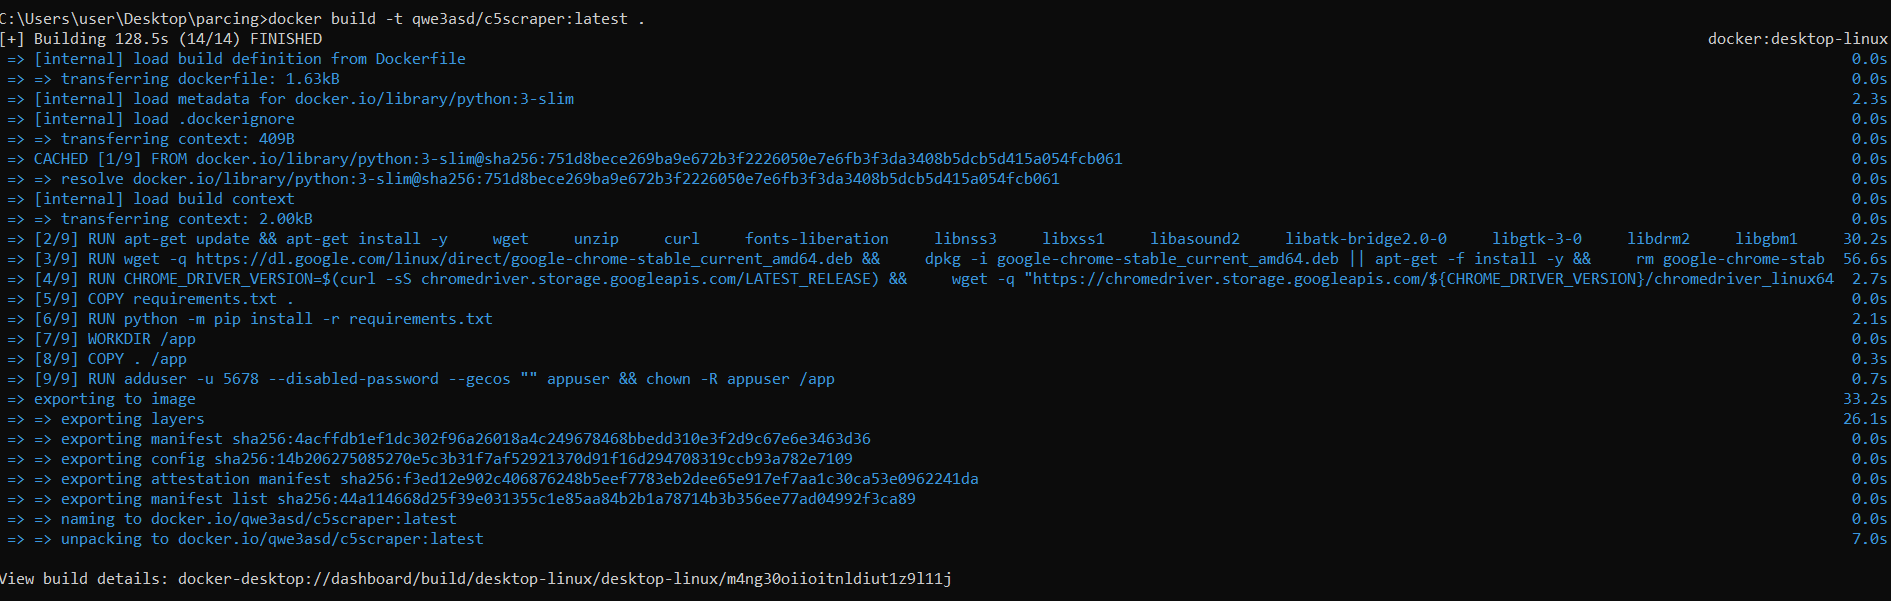 C:\Users\user\Desktop\parcing>docker build -t qwe3asd/c5scraper:latest .
[+] Building 128.5s (14/14) FINISHED docker:desktop-linux
=> [internal] load build definition from Dockerfile 0.0s
=> => transferring dockerfile: 1.63kB 0.0s
=> [internal] load metadata for docker.io/library/python:3-slim 2.3s
=> [internal] load .dockerignore 0.0s
=> => transferring context: 409B 0.0s
=> CACHED [1/9] FROM docker.io/library/python:3-slim@sha256:751d8bece269ba9e672b3f2226050e7e6fb3f3da3408b5dcb5d415a054fcb061 0.0s
=> => resolve docker.io/library/python:3-slim@sha256:751d8bece269ba9e672b3f2226050e7e6fb3f3da3408b5dcb5d415a054fcb061 0.0s
=> [internal] load build context 0.0s
=> => transferring context: 2.00kB 0.0s
=> [2/9] RUN apt-get update && apt-get install -y     wget     unzip     curl     fonts-liberation     libnss3     libxss1     libasound2     libatk-bridge2.0-0     libgtk-3-0     libdrm2     libgbm1 30.2s
=> [3/9] RUN wget -q https://dl.google.com/linux/direct/google-chrome-stable_current_amd64.deb &&     dpkg -i google-chrome-stable_current_amd64.deb || apt-get -f install -y &&     rm google-chrome-stab 56.6s
=> [4/9] RUN CHROME_DRIVER_VERSION=$(curl -sS chromedriver.storage.googleapis.com/LATEST_RELEASE) &&     wget -q "https://chromedriver.storage.googleapis.com/${CHROME_DRIVER_VERSION}/chromedriver_linux64 2.7s
=> [5/9] COPY requirements.txt . 0.0s
=> [6/9] RUN python -m pip install -r requirements.txt 2.1s
=> [7/9] WORKDIR /app 0.0s
=> [8/9] COPY . /app 0.3s
=> [9/9] RUN adduser -u 5678 --disabled-password --gecos "" appuser && chown -R appuser /app 0.7s
=> exporting to image 33.2s
=> => exporting layers 26.1s
=> => exporting manifest sha256:4acffdb1ef1dc302f96a26018a4c249678468bbedd310e3f2d9c67e6e3463d36 0.0s
=> => exporting config sha256:14b206275085270e5c3b31f7af52921370d91f16d294708319ccb93a782e7109 0.0s
=> => exporting attestation manifest sha256:f3ed12e902c406876248b5eef7783eb2dee65e917ef7aa1c30ca53e0962241da 0.0s
=> => exporting manifest list sha256:44a114668d25f39e031355c1e85aa84b2b1a78714b3b356ee77ad04992f3ca89 0.0s
=> => naming to docker.io/qwe3asd/c5scraper:latest 0.0s
=> => unpacking to docker.io/qwe3asd/c5scraper:latest 7.0s
View build details: docker-desktop://dashboard/build/desktop-linux/desktop-linux/m4ng30oiioitnldiut1z9l11j